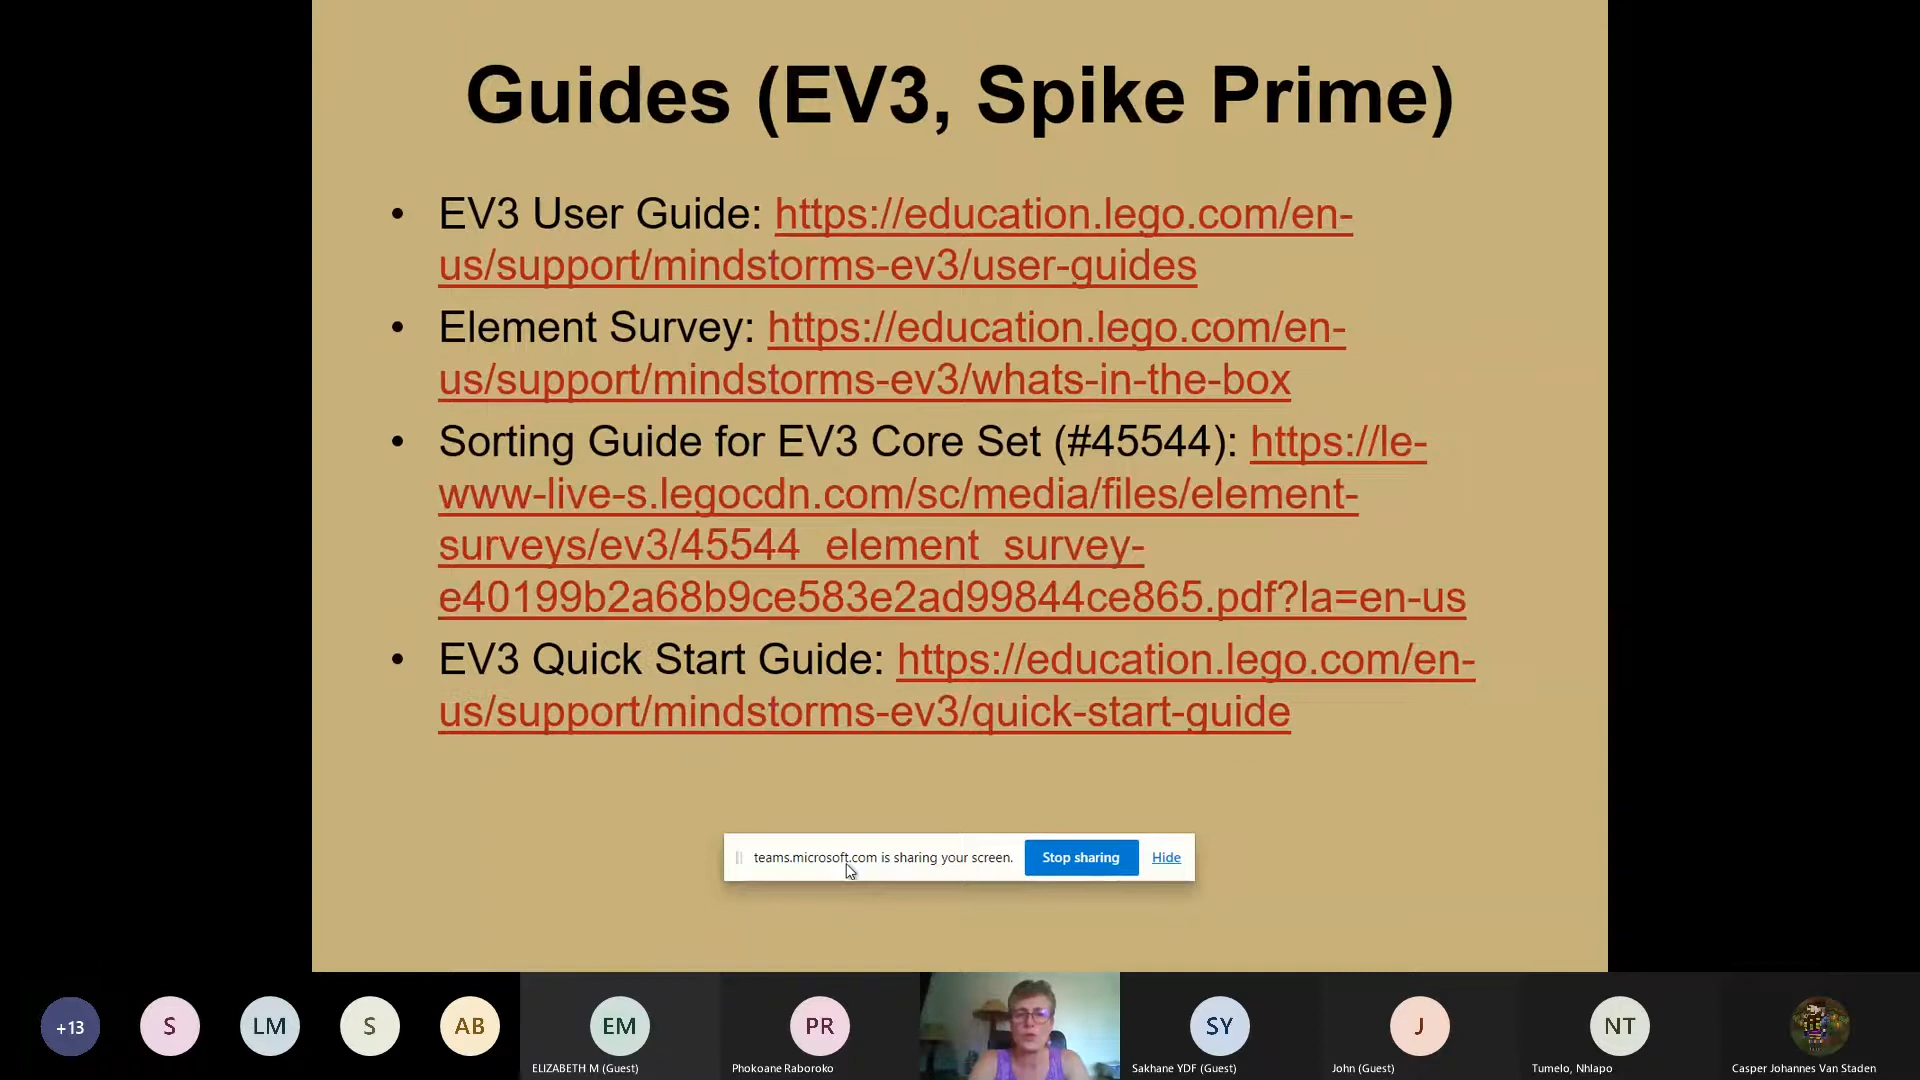 Guides (EV3, Spike Prime)
• EV3 User Guide: https://education.lego.com/en-
us/support/mindstorms-ev3/user-guides
• Element Survey: https://education.lego.com/en-
us/support/mindstorms-ev3/whats-in-the-box
• Sorting Guide for EV3 Core Set (#45544): https://le-
www-live-s.legocdn.com/sc/media/files/element-
surveys/ev3/45544_element_survey-
e40199b2a68b9ce583e2ad99844ce865.pdf?la=en-us
• EV3 Quick Start Guide: https://education.lego.com/en-
us/support/mindstorms-ev3/quick-start-guide
teams.microsoft.com is sharing your screen. Stop sharing Hide
+13 S LM S AB EM PR SY J NT
ELIZABETH M (Guest) Phokoane Raboroko Sakhane YDF (Guest) John (Guest) Tumelo, Nhlapo Casper Johannes Van Staden